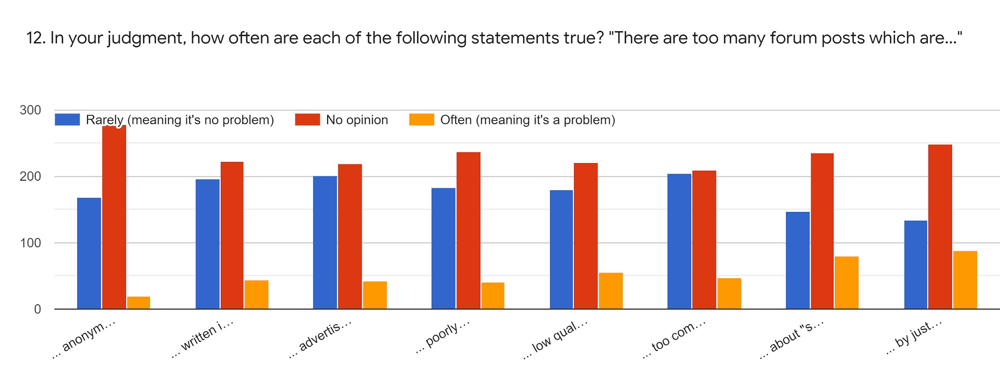 12. In your judgment, how often are each of the following statements true? "There are too many forum posts which are..."
300
Rarely (meaning it's no problem) No opinion Often (meaning it's a problem)
200
100
0
... anonym... ... written i... ... advertis... ... poorly... ... low qual... ... too com... ... about "s... ... by just...